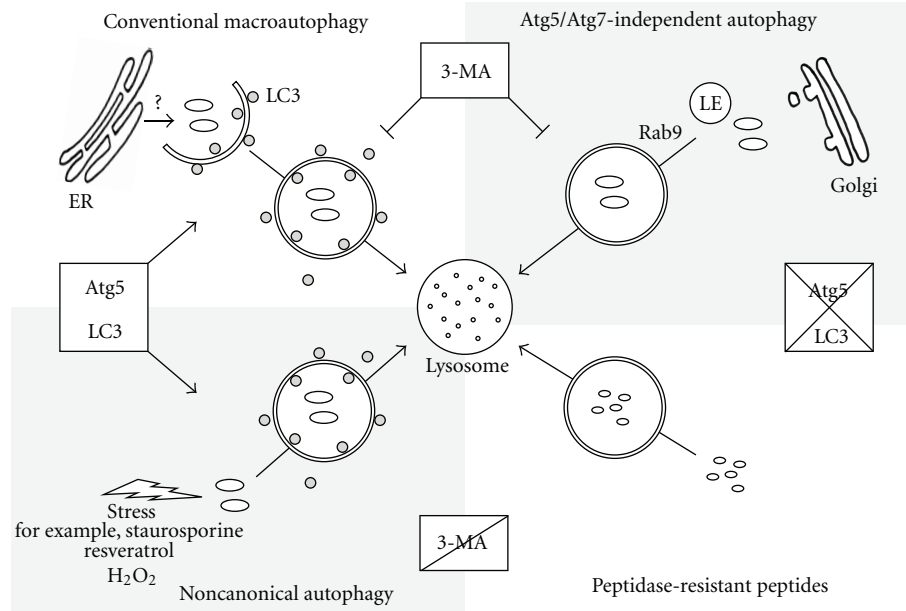 Conventional macroautophagy
Atg5/Atg7-independent autophagy
3-MA
LC3
?
LE
Rab9
ER
Golgi
Atg5
LC3
Atg5
LC3
Lysosome
Stress
for example, staurosporine
resveratrol
H₂O₂
3-MA
Noncanonical autophagy
Peptidase-resistant peptides